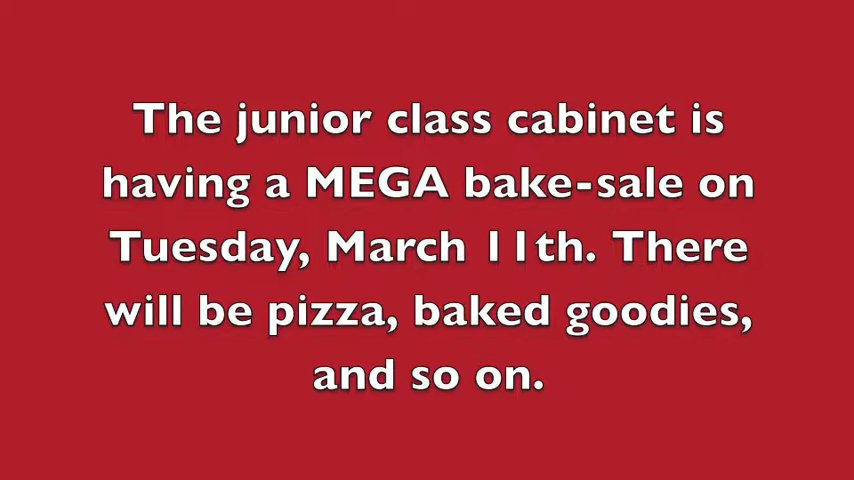 The junior class cabinet is
having a MEGA bake-sale on
Tuesday, March 11th. There
will be pizza, baked goodies,
and so on.